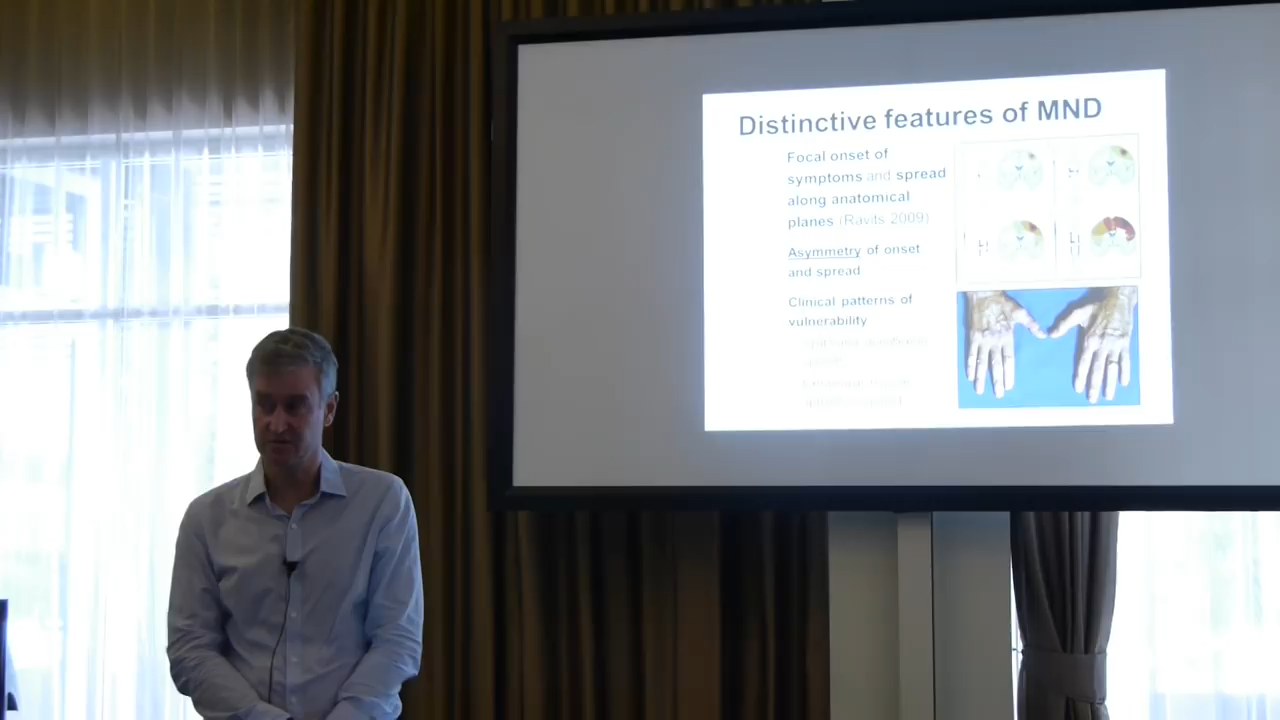 Distinctive features of MND
Focal onset of
symptoms and spread
along anatomical
planes (Ravits 2009)
Asymmetry of onset
and spread
Clinical patterns of
vulnerability